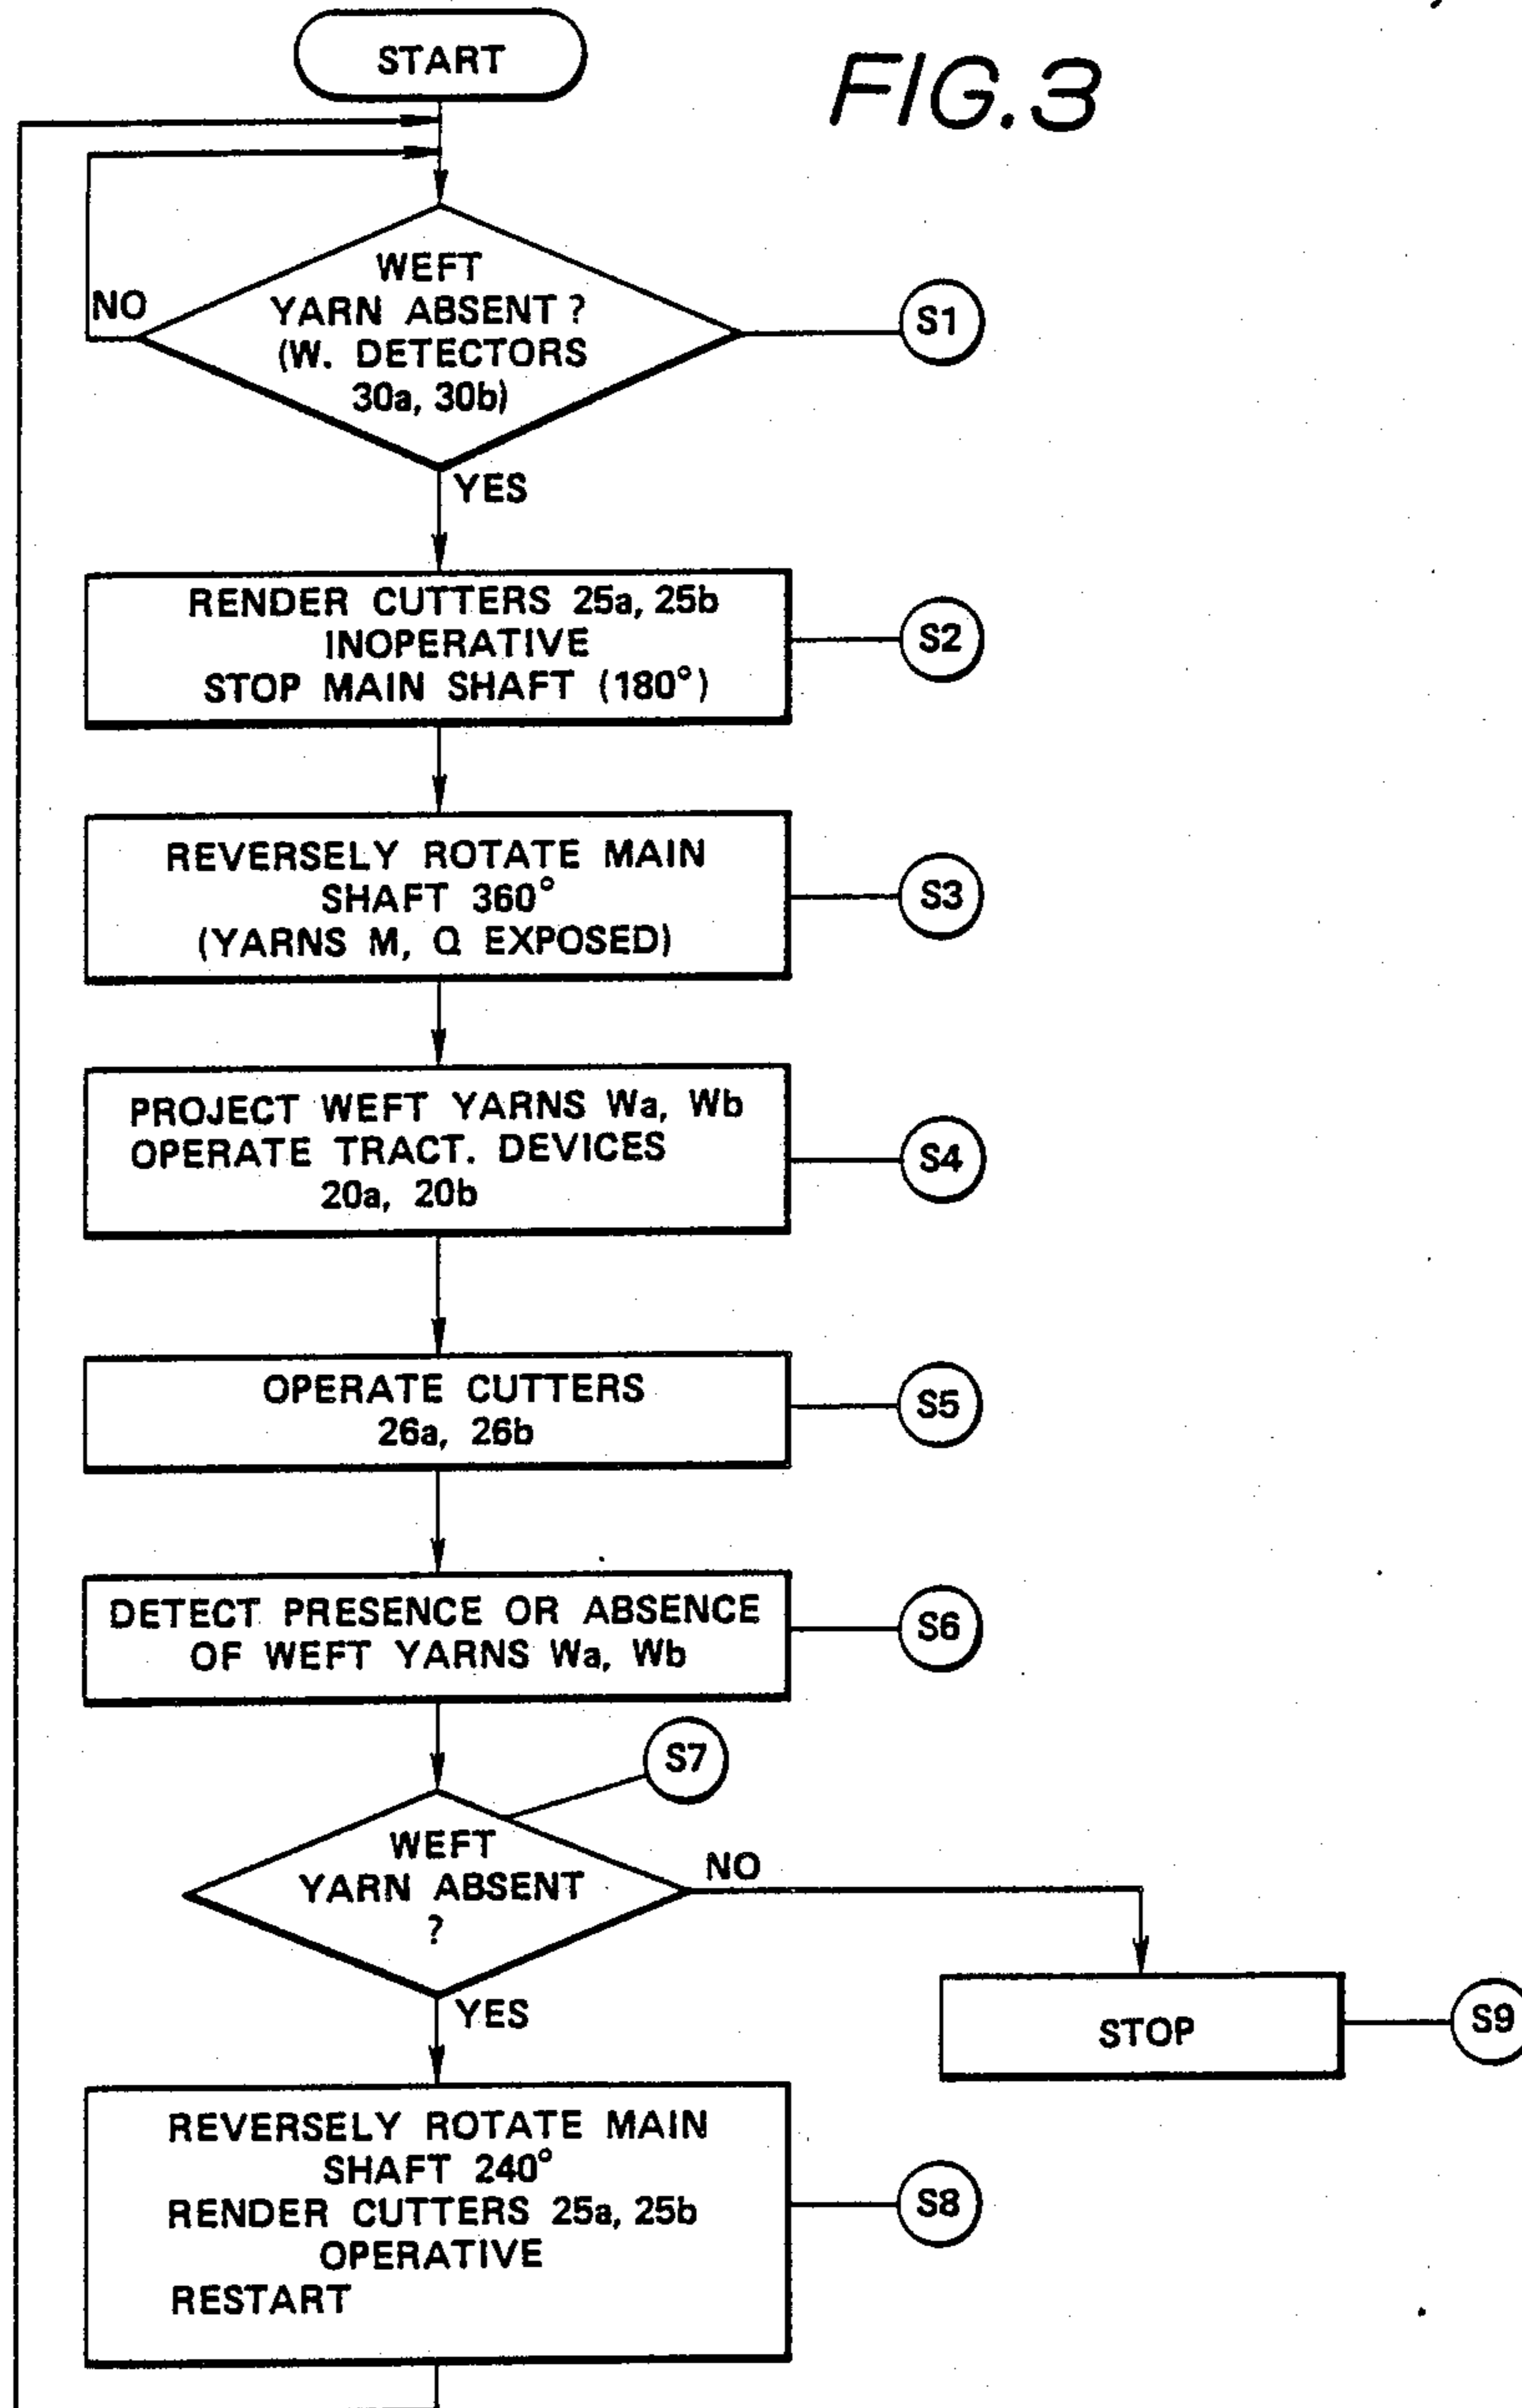 START
FIG.3
WEFT
YARN ABSENT?
(W. DETECTORS
30a, 30b)
NO
S1
YES
RENDER CUTTERS 25a, 25b
INOPERATIVE
STOP MAIN SHAFT (180°)
S2
REVERSELY ROTATE MAIN
SHAFT 360°
(YARNS M, Q EXPOSED)
S3
PROJECT WEFT YARNS Wa, Wb
OPERATE TRACT. DEVICES
20a, 20b
S4
OPERATE CUTTERS
26a, 26b
S5
DETECT PRESENCE OR ABSENCE
OF WEFT YARNS Wa, Wb
S6
S7
WEFT
YARN ABSENT
?
NO
YES
STOP
S9
REVERSELY ROTATE MAIN
SHAFT 240°
RENDER CUTTERS 25a, 25b
OPERATIVE
RESTART
S8